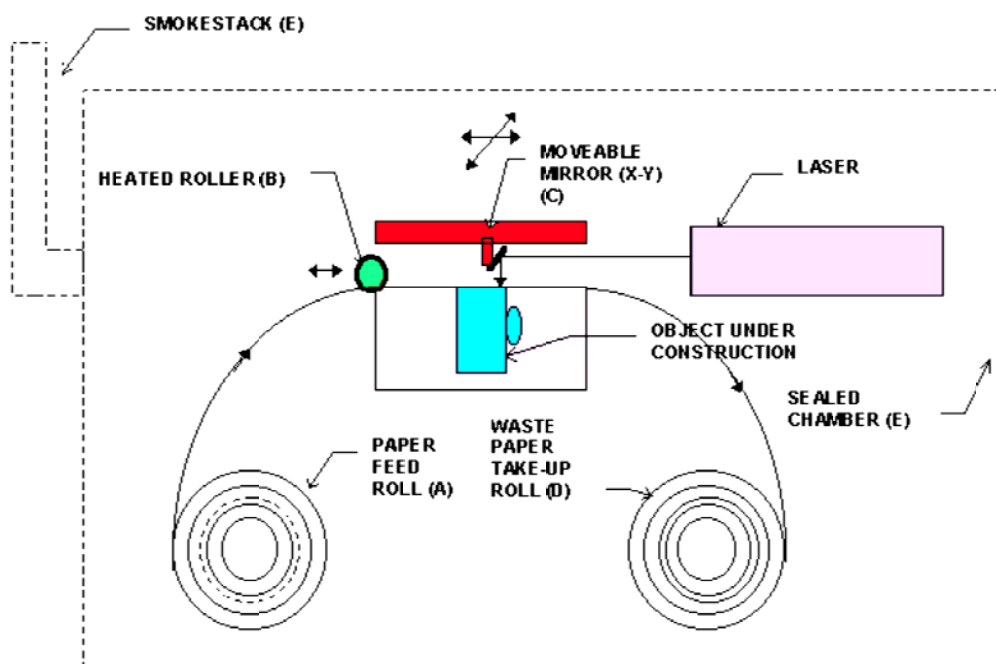 SMOKESTACK (E)
HEATED ROLLER (B)
MOVEABLE
MIRROR (X-Y)
(C)
LASER
OBJECT UNDER
CONSTRUCTION
SEALED
CHAMBER (E)
PAPER
FEED
ROLL (A)
WASTE
PAPER
TAKE-UP
ROLL (D)